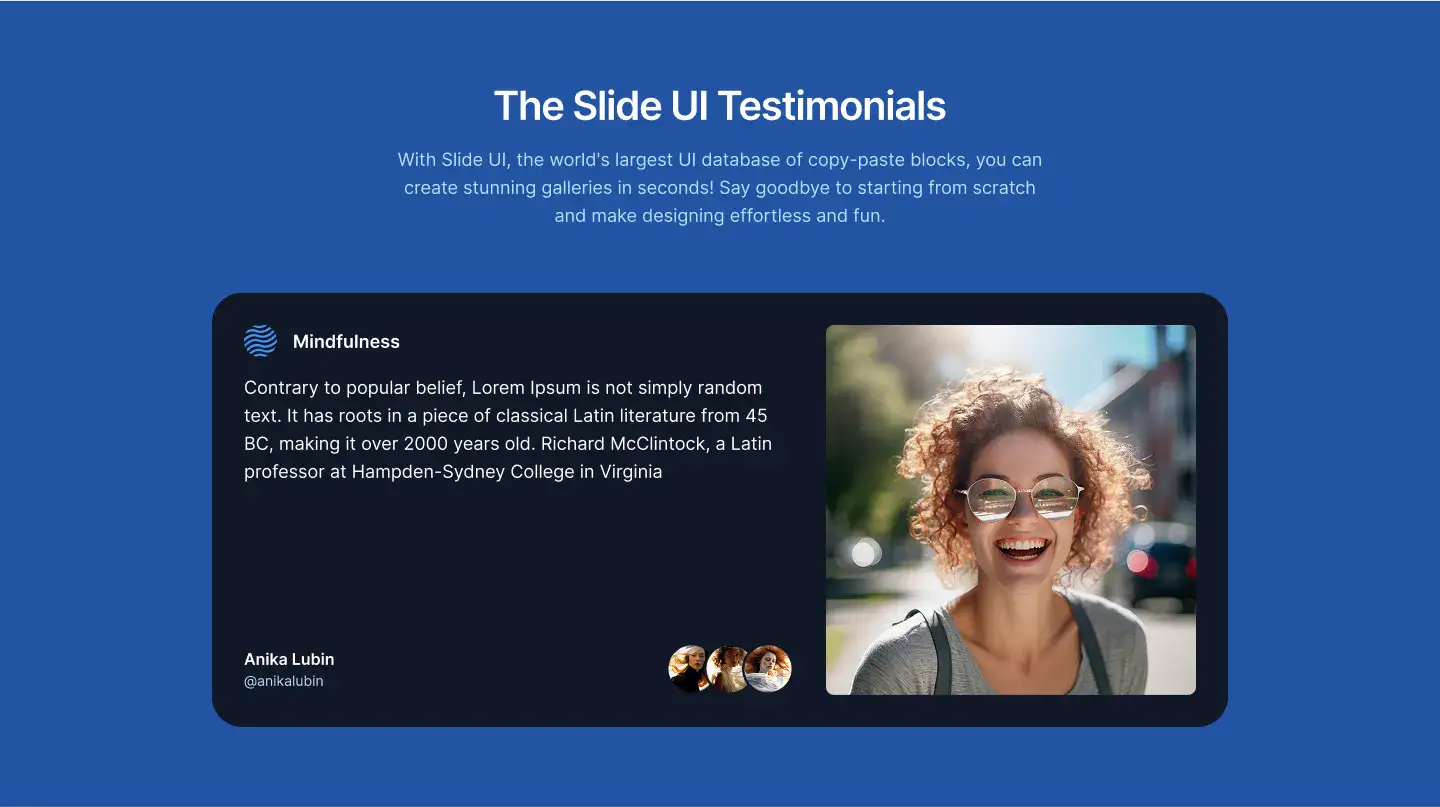 The Slide UI Testimonials
With Slide UI, the world's largest UI database of copy-paste blocks, you can
create stunning galleries in seconds! Say goodbye to starting from scratch
and make designing effortless and fun.
Mindfulness
Contrary to popular belief, Lorem Ipsum is not simply random
text. It has roots in a piece of classical Latin literature from 45
BC, making it over 2000 years old. Richard McClintock, a Latin
professor at Hampden-Sydney College in Virginia
Anika Lubin
@anikalubin